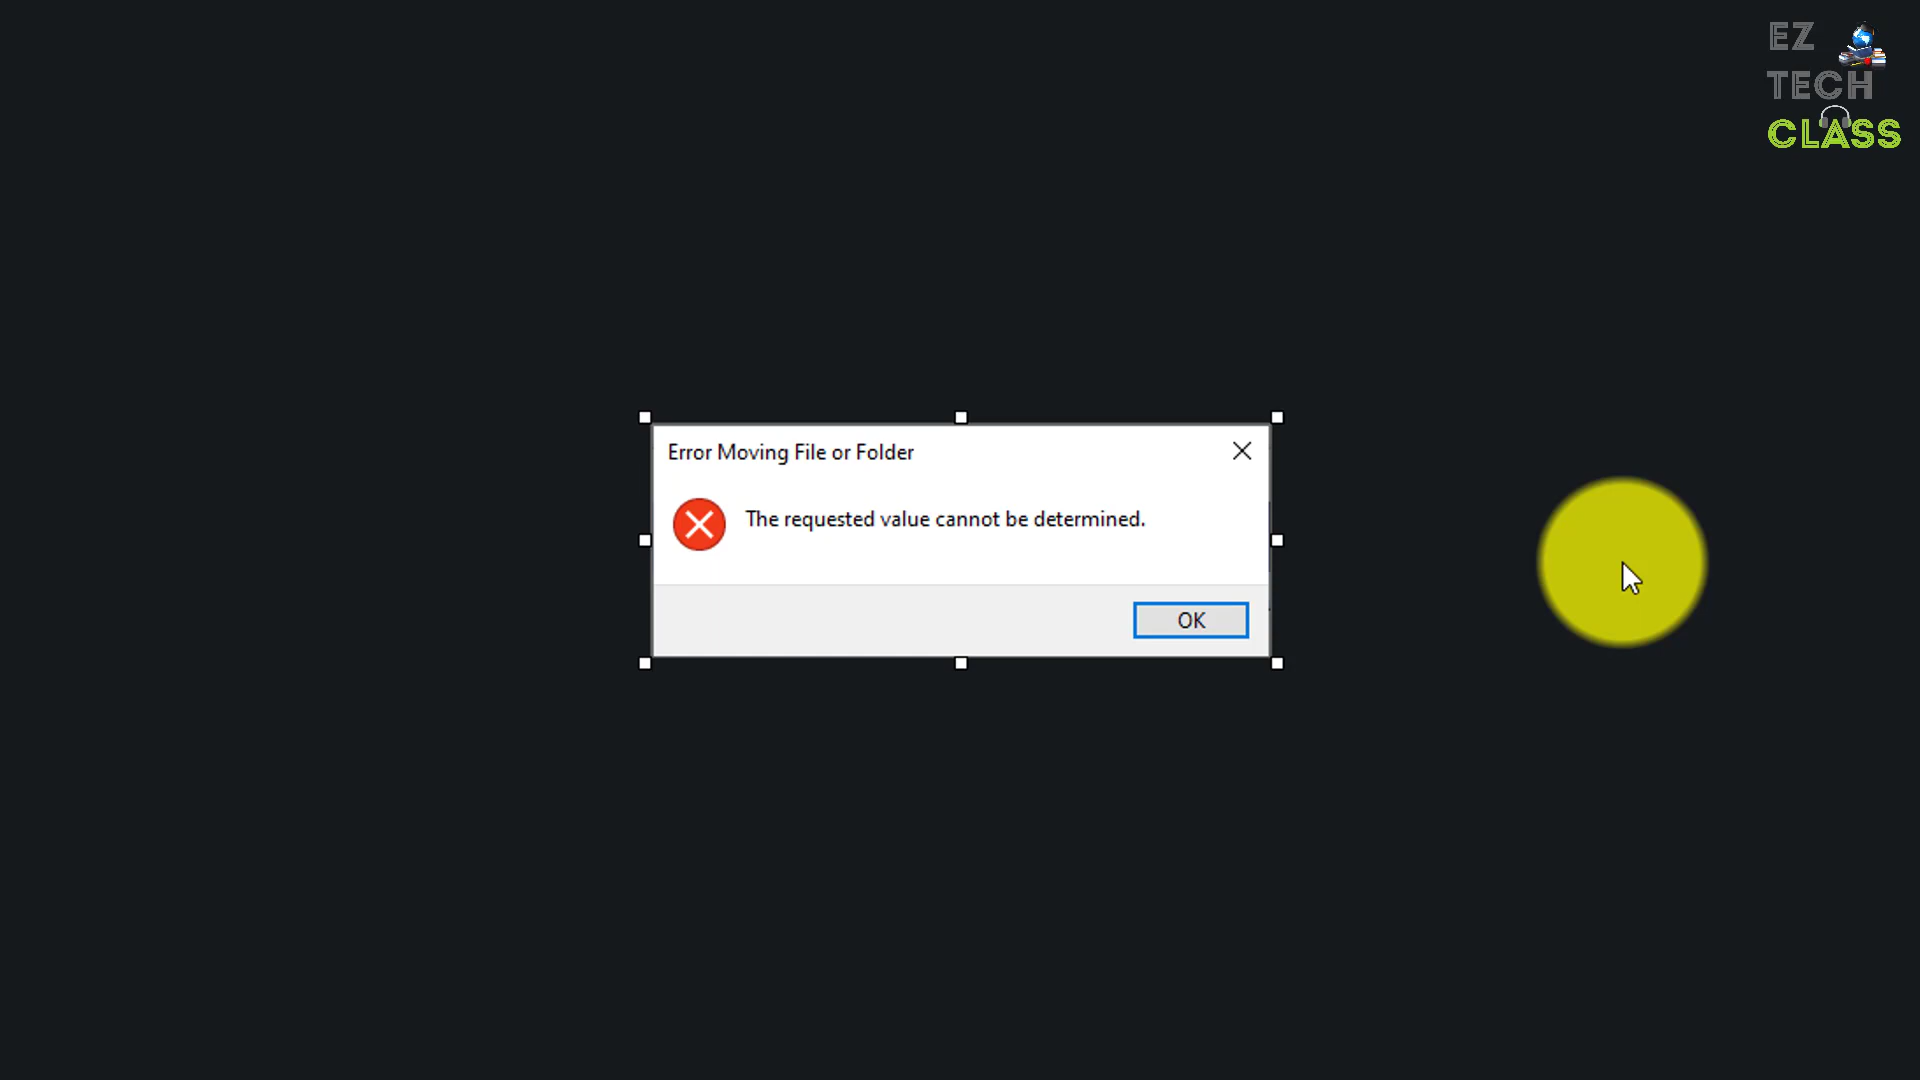 EZ
TECH
CLASS
Error Moving File or Folder
The requested value cannot be determined.
OK